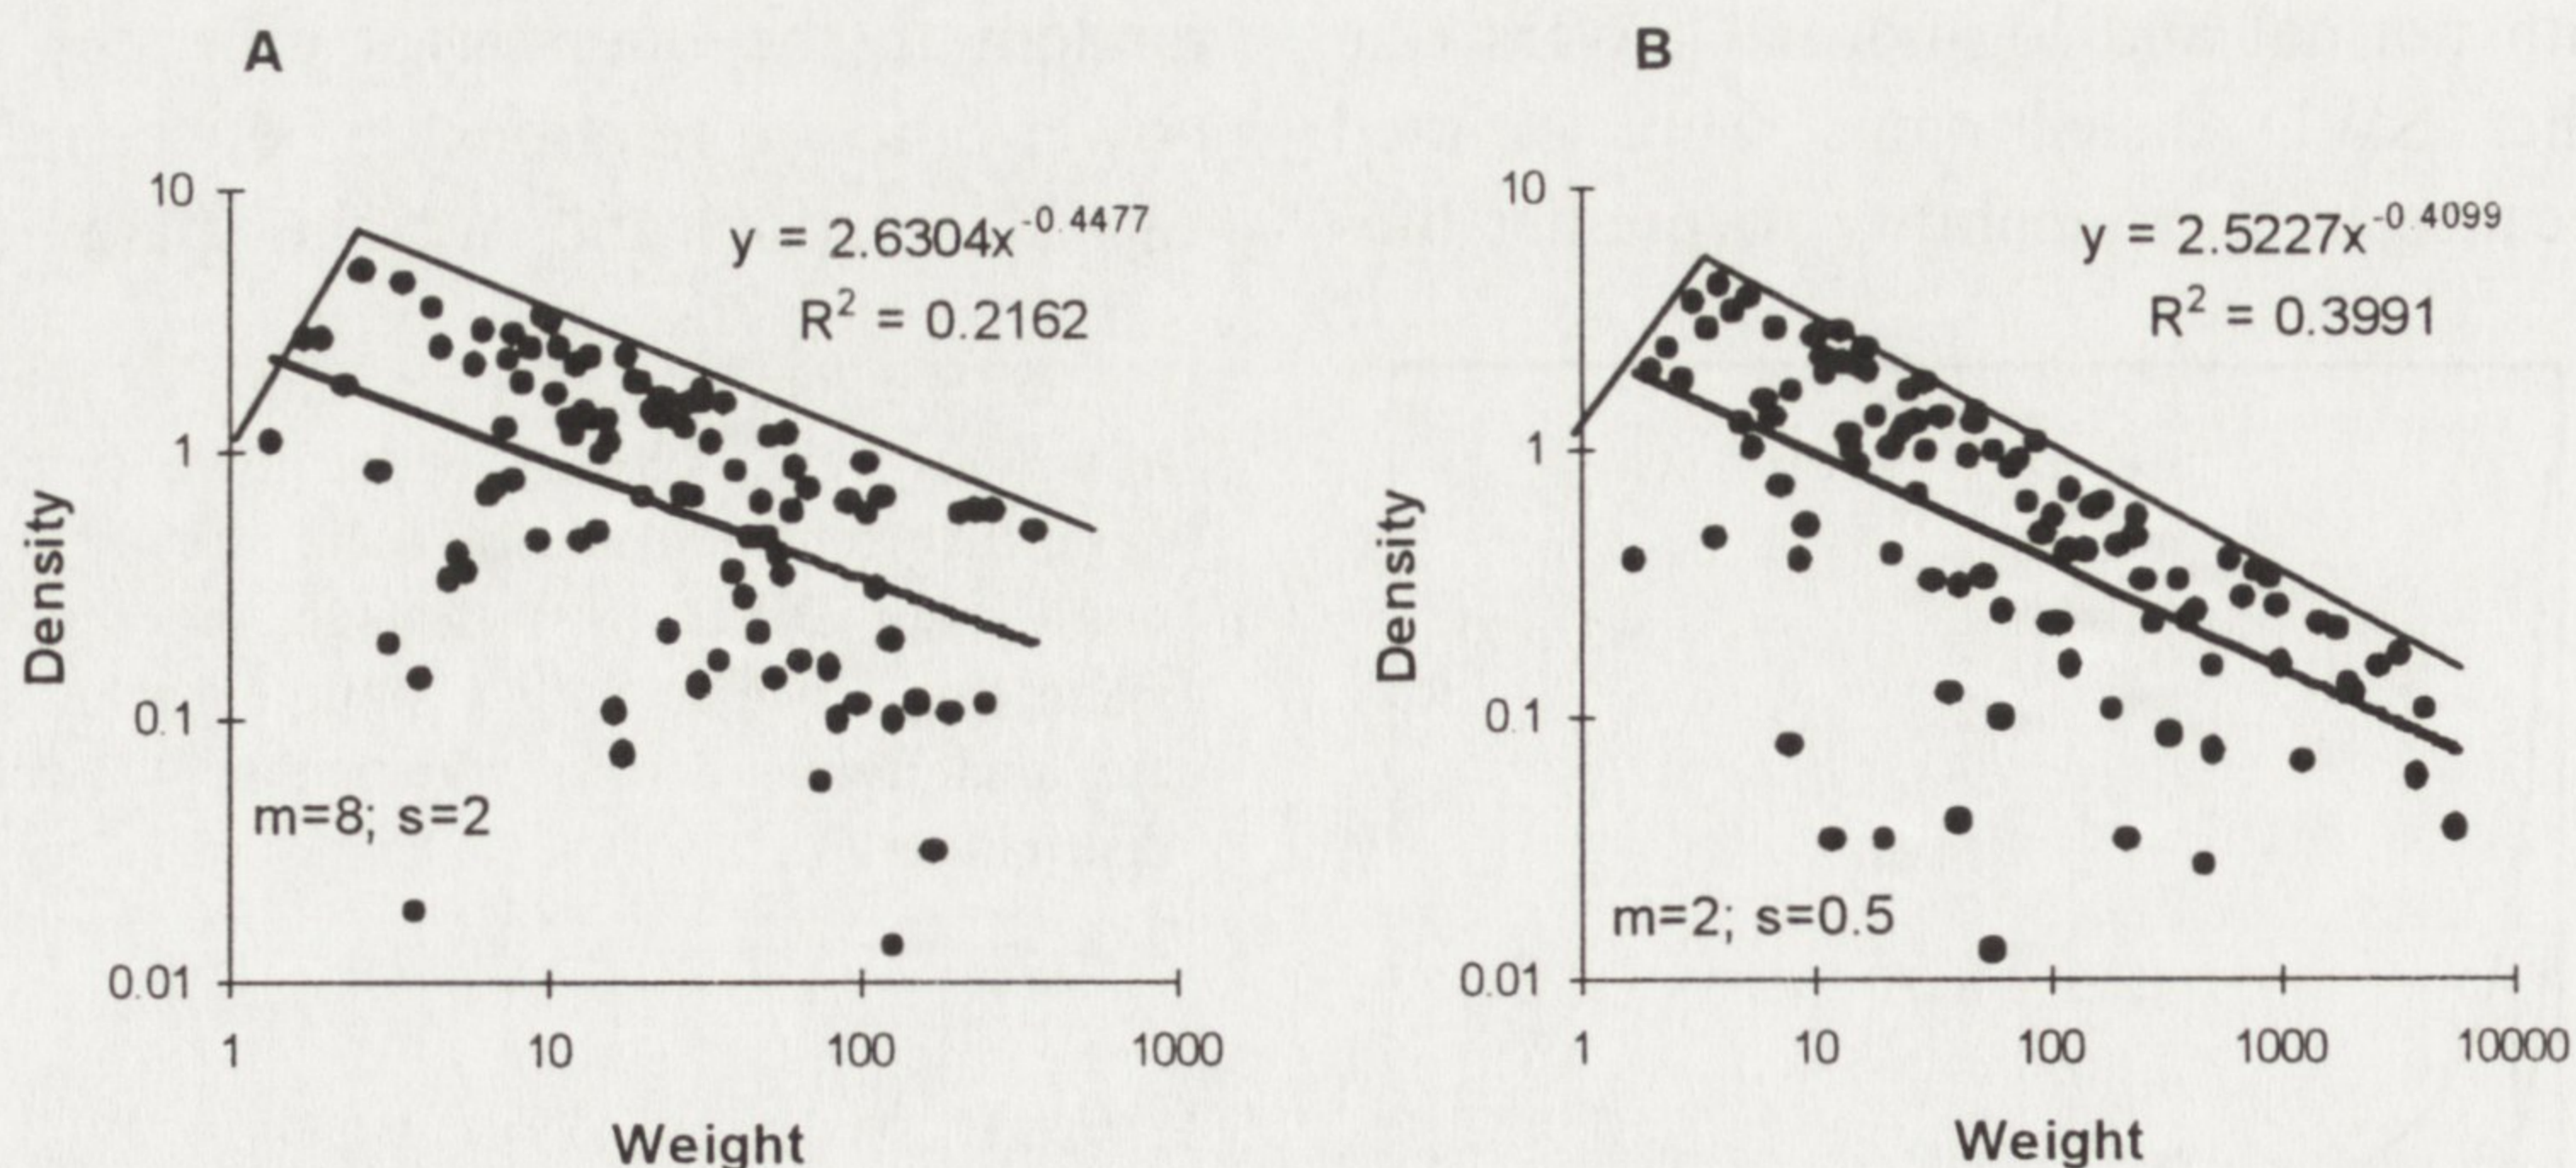 A
10
1
0.1
0.01
Density
y = 2.6304x^-0.4477
R² = 0.2162
m=8; s=2
1 10 100 1000
Weight
B
10
1
0.1
0.01
Density
y = 2.5227x^-0.4099
R² = 0.3991
m=2; s=0.5
1 10 100 1000 10000
Weight